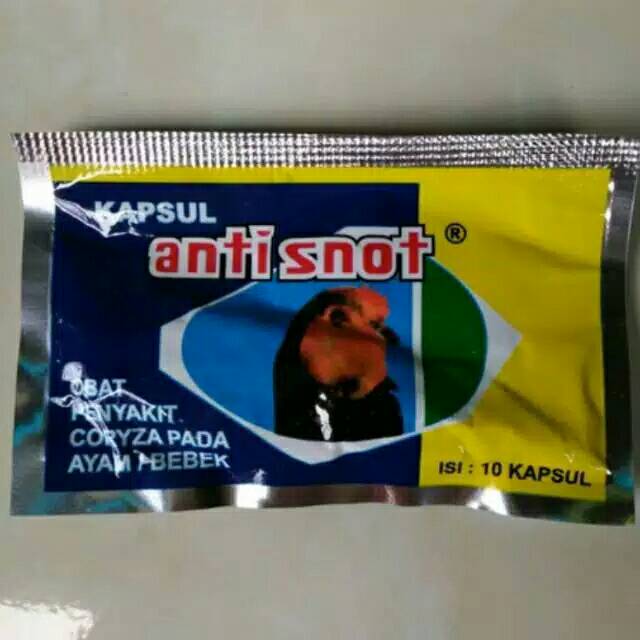 KAPSUL
anti snot ®
OBAT
PENYAKIT
CORYZA PADA
AYAM / BEBEK
ISI : 10 KAPSUL